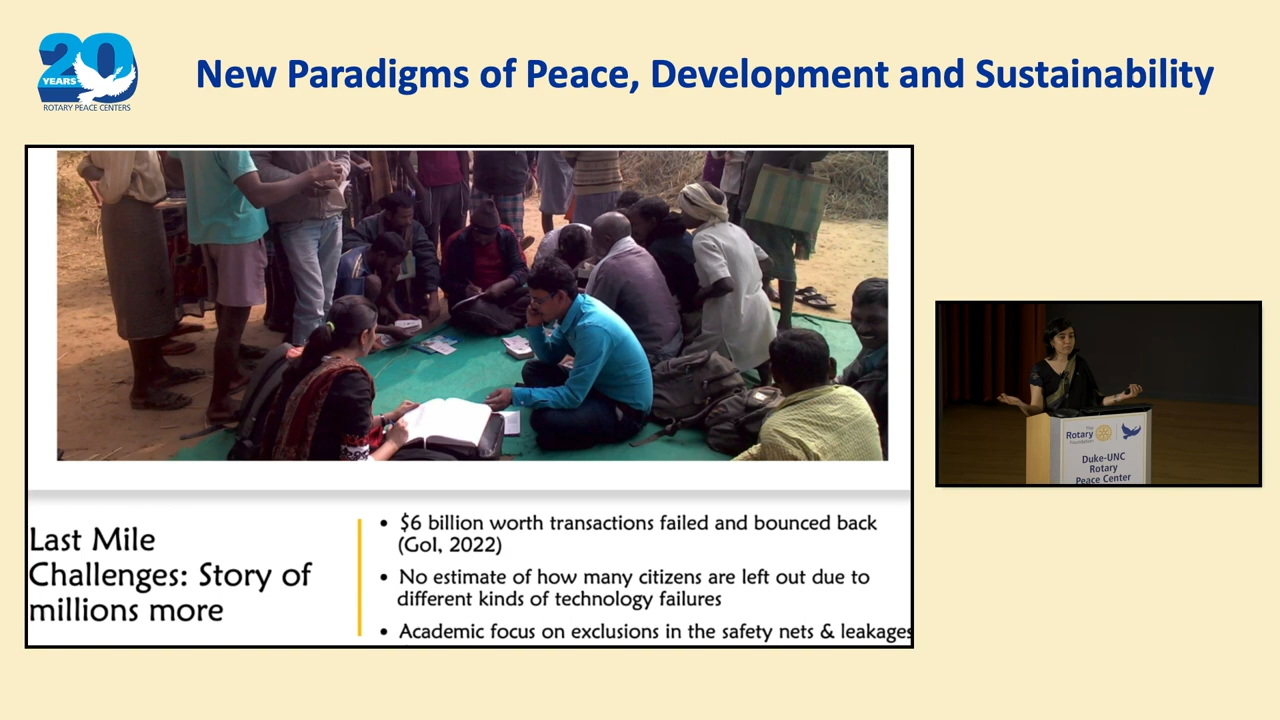 20
YEARS
ROTARY PEACE CENTERS
New Paradigms of Peace, Development and Sustainability
Last Mile
Challenges: Story of
millions more
• $6 billion worth transactions failed and bounced back
(GoI, 2022)
• No estimate of how many citizens are left out due to
different kinds of technology failures
• Academic focus on exclusions in the safety nets & leakages
The
Rotary
Foundation
Duke-UNC
Rotary
Peace Center